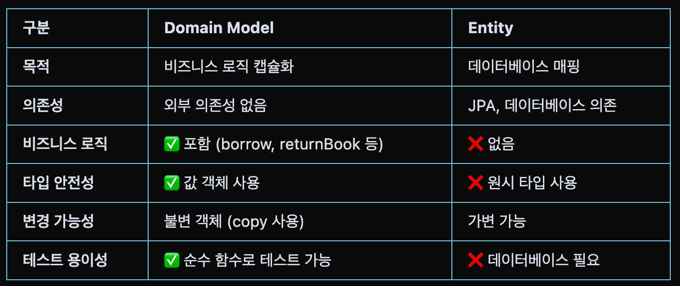 구분 Domain Model Entity
목적 비즈니스 로직 캡슐화 데이터베이스 매핑
의존성 외부 의존성 없음 JPA, 데이터베이스 의존
비즈니스 로직 ✅ 포함 (borrow, returnBook 등) ❌ 없음
타입 안전성 ✅ 값 객체 사용 ❌ 원시 타입 사용
변경 가능성 불변 객체 (copy 사용) 가변 가능
테스트 용이성 ✅ 순수 함수로 테스트 가능 ❌ 데이터베이스 필요